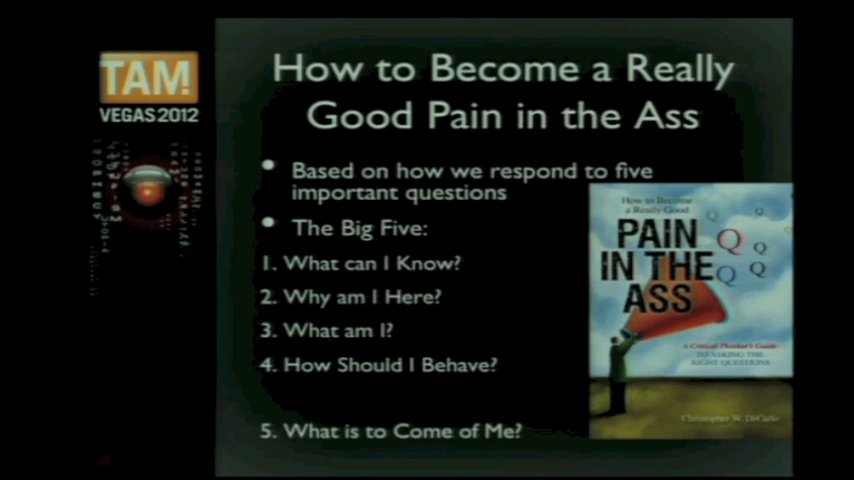 TAM!
VEGAS 2012
How to Become a Really
Good Pain in the Ass
• Based on how we respond to five
important questions
• The Big Five:
1. What can I Know?
2. Why am I Here?
3. What am I?
4. How Should I Behave?
5. What is to Come of Me?
How to Become
a Really Good
PAIN
IN THE
ASS
Q
Q
Q
Q
Q
Q
A Critical Thinker's Guide
TO ASKING THE
RIGHT QUESTIONS
Christopher W. DiCarlo